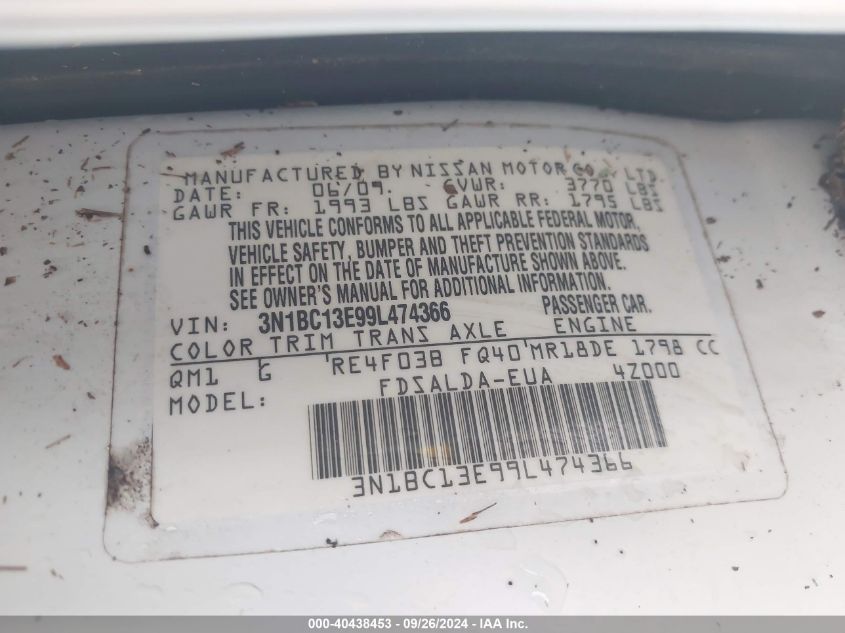 MANUFACTURED BY NISSAN MOTOR CO., LTD.
DATE: 06/09. GVWR: 3770 LBS
GAWR FR: 1993 LBS GAWR RR: 1795 LBS
THIS VEHICLE CONFORMS TO ALL APPLICABLE FEDERAL MOTOR,
VEHICLE SAFETY, BUMPER AND THEFT PREVENTION STANDARDS
IN EFFECT ON THE DATE OF MANUFACTURE SHOWN ABOVE.
SEE OWNER'S MANUAL FOR ADDITIONAL INFORMATION.
VIN: 3N1BC13E99L474366 PASSENGER CAR.
COLOR TRIM TRANS AXLE ENGINE
QM1 G RE4F03B FQ40 MR18DE 1798 CC
MODEL: FDSALDA-EUA 4Z000
3N1BC13E99L474366
000-40438453 - 09/26/2024 - IAA Inc.